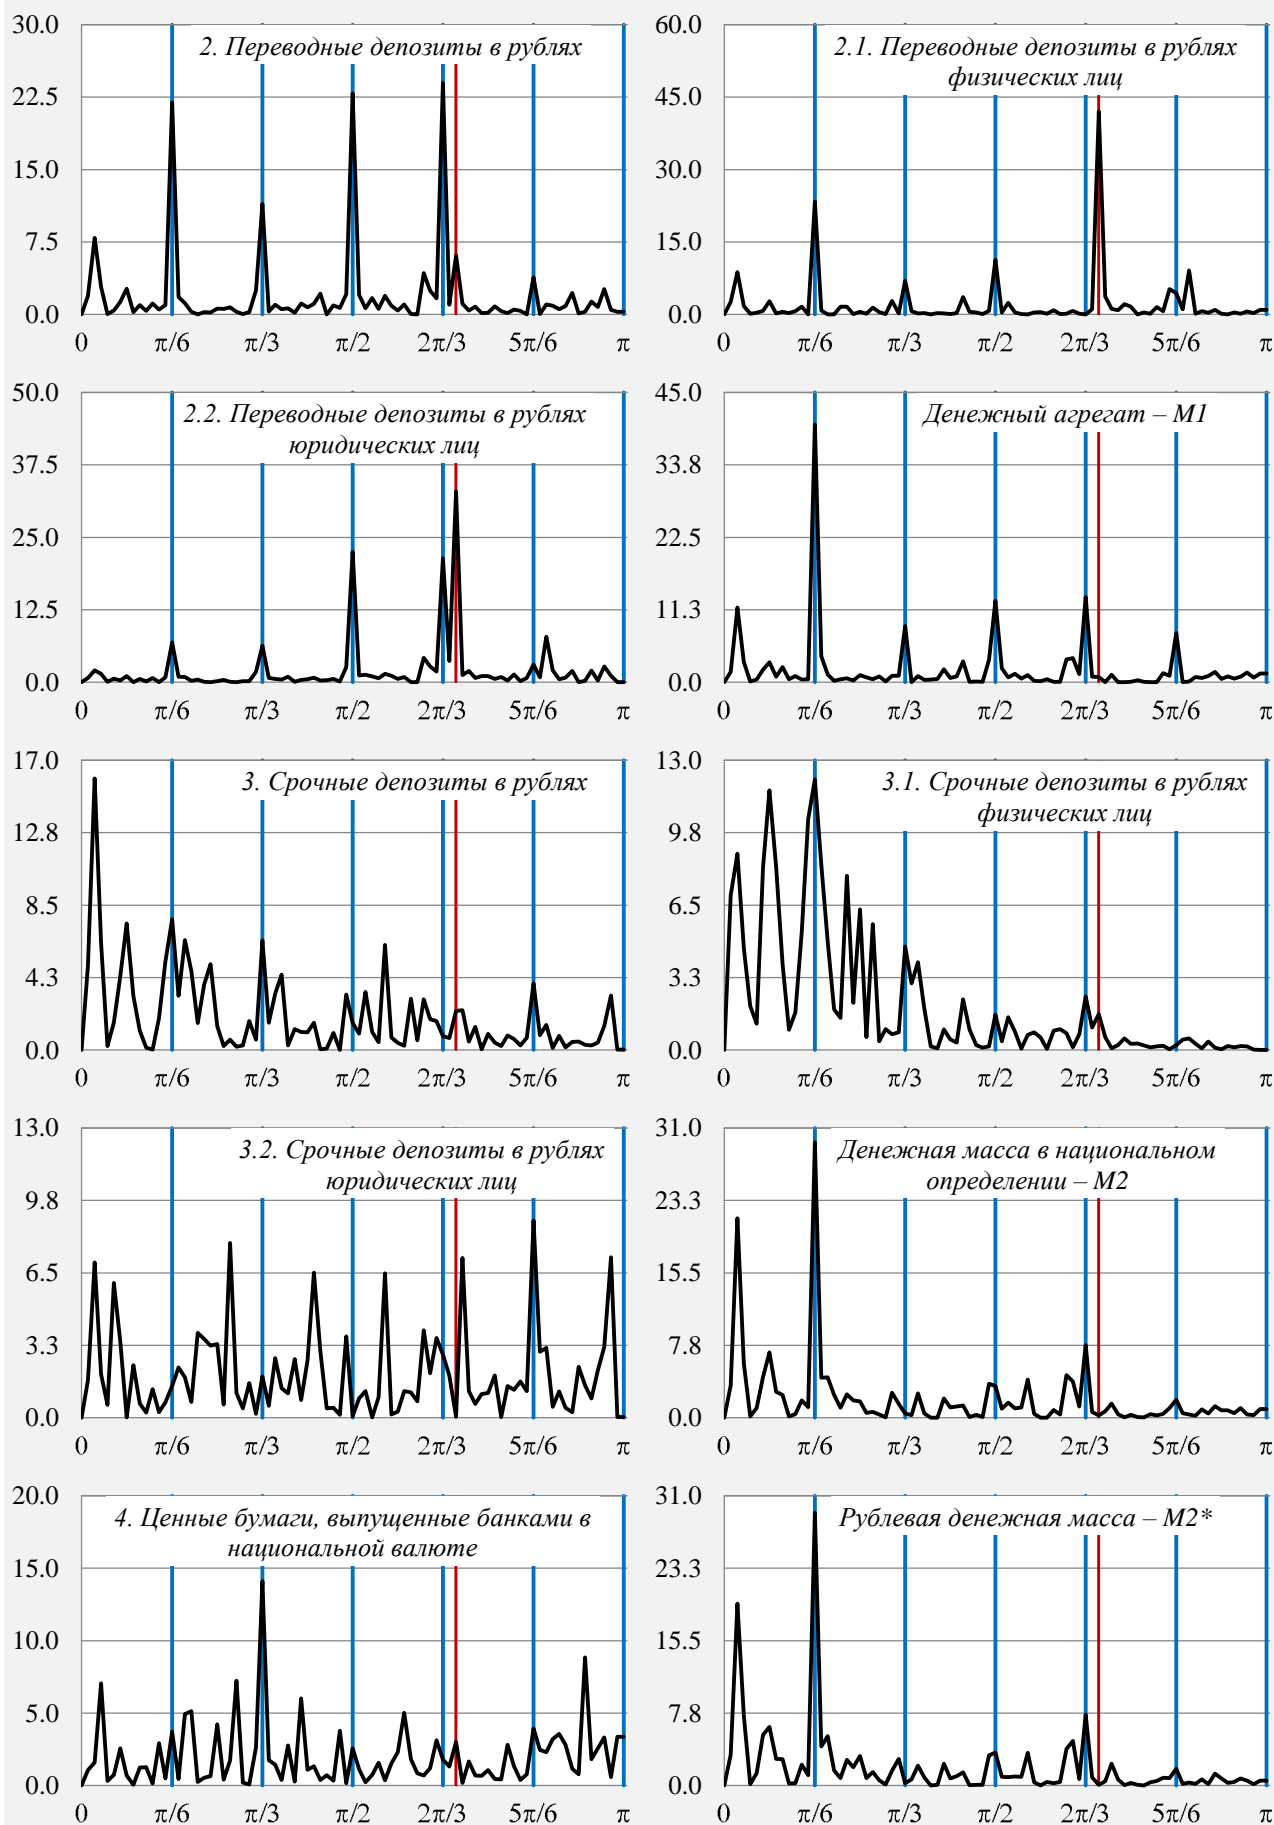 2. Переводные депозиты в рублях
30.0
22.5
15.0
7.5
0.0
0 π/6 π/3 π/2 2π/3 5π/6 π
2.1. Переводные депозиты в рублях
физических лиц
60.0
45.0
30.0
15.0
0.0
0 π/6 π/3 π/2 2π/3 5π/6 π
2.2. Переводные депозиты в рублях
юридических лиц
50.0
37.5
25.0
12.5
0.0
0 π/6 π/3 π/2 2π/3 5π/6 π
Денежный агрегат – М1
45.0
33.8
22.5
11.3
0.0
0 π/6 π/3 π/2 2π/3 5π/6 π
3. Срочные депозиты в рублях
17.0
12.8
8.5
4.3
0.0
0 π/6 π/3 π/2 2π/3 5π/6 π
3.1. Срочные депозиты в рублях
физических лиц
13.0
9.8
6.5
3.3
0.0
0 π/6 π/3 π/2 2π/3 5π/6 π
3.2. Срочные депозиты в рублях
юридических лиц
13.0
9.8
6.5
3.3
0.0
0 π/6 π/3 π/2 2π/3 5π/6 π
Денежная масса в национальном
определении – М2
31.0
23.3
15.5
7.8
0.0
0 π/6 π/3 π/2 2π/3 5π/6 π
4. Ценные бумаги, выпущенные банками в
национальной валюте
20.0
15.0
10.0
5.0
0.0
0 π/6 π/3 π/2 2π/3 5π/6 π
Рублевая денежная масса – М2*
31.0
23.3
15.5
7.8
0.0
0 π/6 π/3 π/2 2π/3 5π/6 π